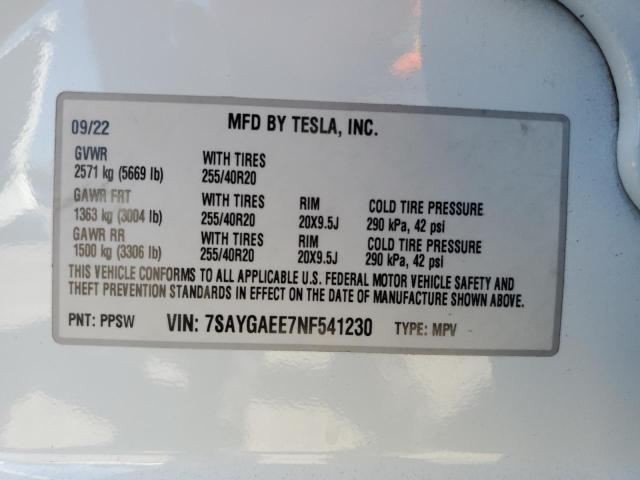 09/22 MFD BY TESLA, INC.
GVWR WITH TIRES
2571 kg (5669 lb) 255/40R20
GAWR FRT WITH TIRES RIM COLD TIRE PRESSURE
1363 kg (3004 lb) 255/40R20 20X9.5J 290 kPa, 42 psi
GAWR RR WITH TIRES RIM COLD TIRE PRESSURE
1500 kg (3306 lb) 255/40R20 20X9.5J 290 kPa, 42 psi
THIS VEHICLE CONFORMS TO ALL APPLICABLE U.S. FEDERAL MOTOR VEHICLE SAFETY AND
THEFT PREVENTION STANDARDS IN EFFECT ON THE DATE OF MANUFACTURE SHOWN ABOVE.
PNT: PPSW VIN: 7SAYGAEE7NF541230 TYPE: MPV